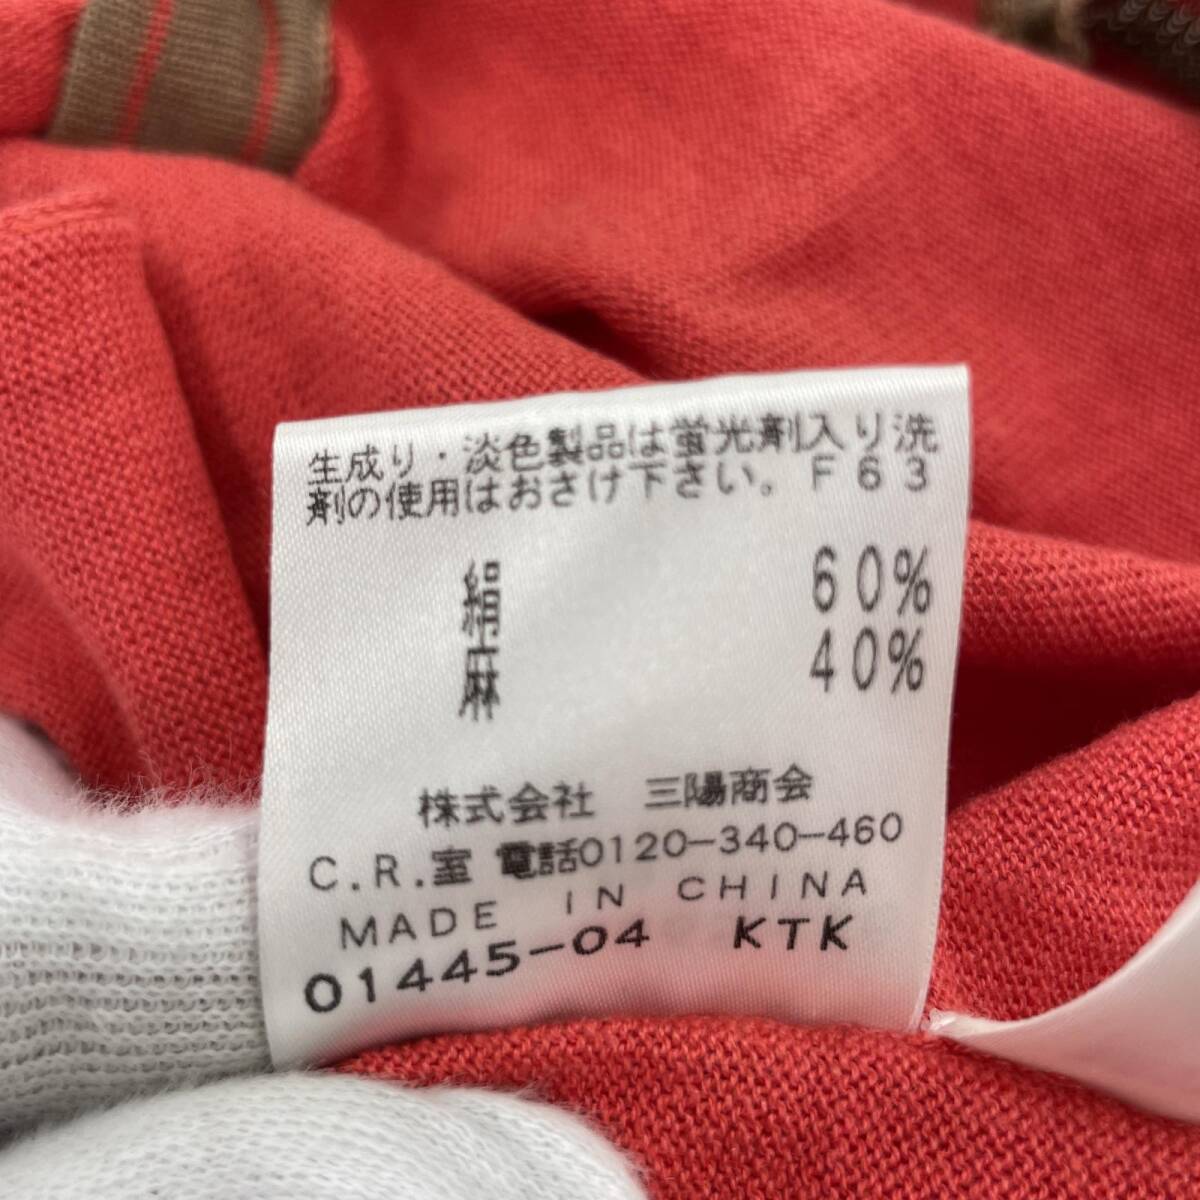 生成り・淡色製品は蛍光剤入り洗
剤の使用はおさけ下さい。F63
絹 60%
麻 40%
株式会社 三陽商会
C.R.室 電話0120-340-460
MADE IN CHINA
01445-04 KTK